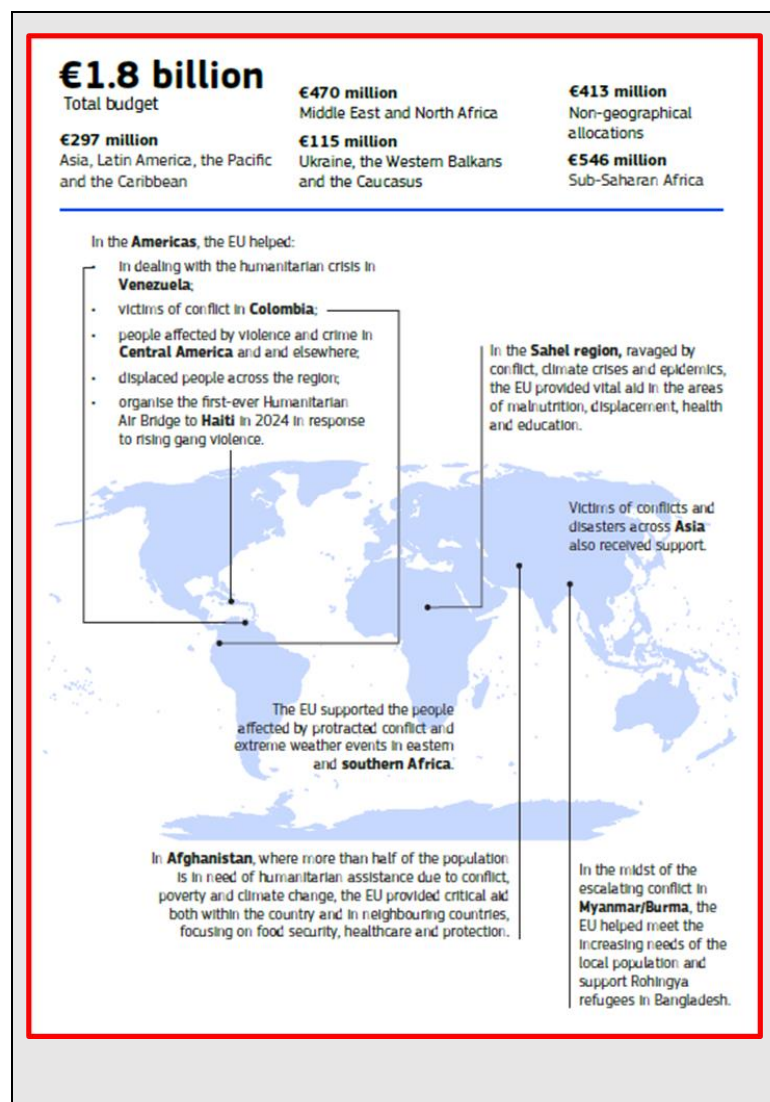 €1.8 billion
Total budget
€297 million
Asia, Latin America, the Pacific
and the Caribbean
€470 million
Middle East and North Africa
€115 million
Ukraine, the Western Balkans
and the Caucasus
€413 million
Non-geographical
allocations
€546 million
Sub-Saharan Africa
In the Americas, the EU helped:
• in dealing with the humanitarian crisis in
Venezuela;
• victims of conflict in Colombia;
• people affected by violence and crime in
Central America and and elsewhere;
• displaced people across the region;
• organise the first-ever Humanitarian
Air Bridge to Haiti in 2024 in response
to rising gang violence.
In the Sahel region, ravaged by
conflict, climate crises and epidemics,
the EU provided vital aid in the areas
of malnutrition, displacement, health
and education.
Victims of conflicts and
disasters across Asia
also received support.
The EU supported the people
affected by protracted conflict and
extreme weather events in eastern
and southern Africa.
In Afghanistan, where more than half of the population
is in need of humanitarian assistance due to conflict,
poverty and climate change, the EU provided critical aid
both within the country and in neighbouring countries,
focusing on food security, healthcare and protection.
In the midst of the
escalating conflict in
Myanmar/Burma, the
EU helped meet the
increasing needs of the
local population and
support Rohingya
refugees in Bangladesh.